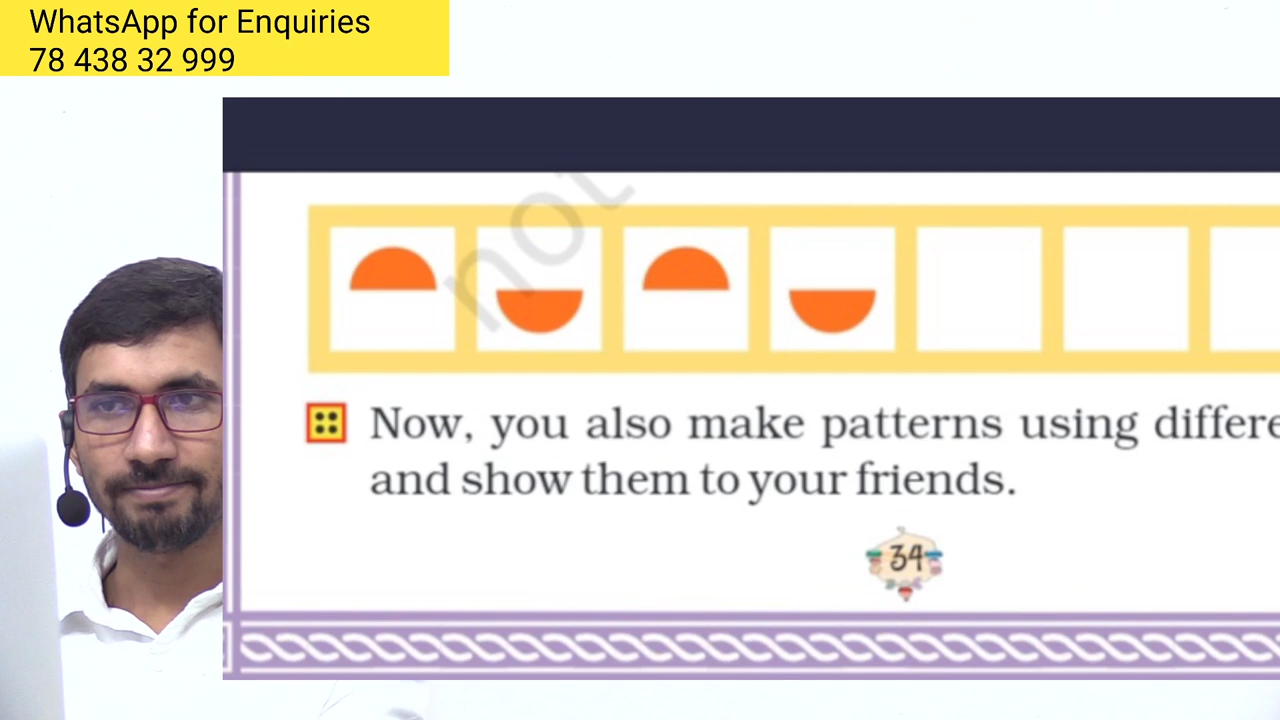 WhatsApp for Enquiries
78 438 32 999
not
Now, you also make patterns using differe
and show them to your friends.
34